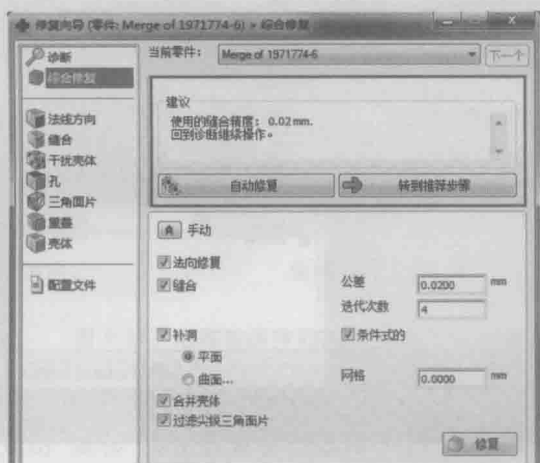 修复向导 (零件: Merge of 1971774-6) > 综合修复
诊断
综合修复
法线方向
缝合
干扰壳体
孔
三角面片
重叠
壳体
配置文件
当前零件:
Merge of 1971774-6
下一个
建议
使用的缝合精度: 0.02mm.
回到诊断继续操作。
自动修复
转到推荐步骤
手动
法向修复
缝合
公差 0.0200 mm
迭代次数 4
补洞
条件式的
平面
曲面...
网格 0.0000 mm
合并壳体
过滤尖锐三角面片
修复